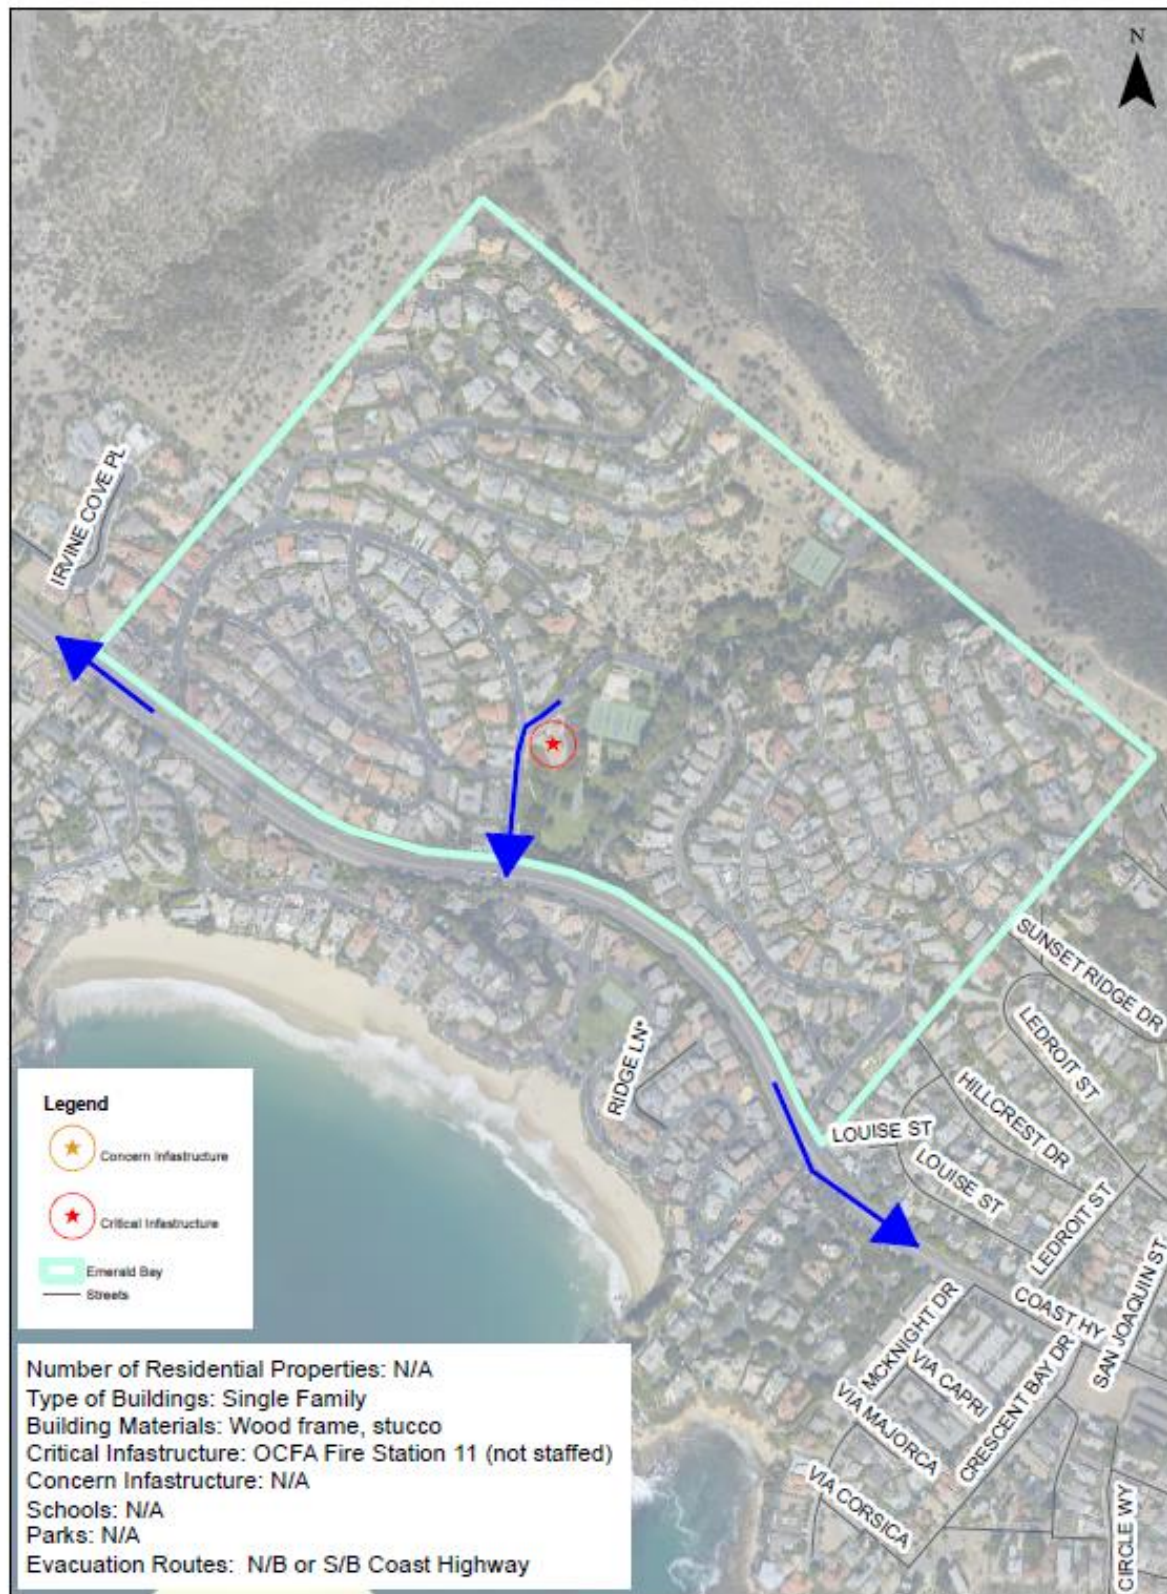 N
IRVINE COVE PL
SUNSET RIDGE DR
LEDROIT ST
HILLCREST DR
RIDGE LN*
LOUISE ST
LOUISE ST
LEDROIT ST
COAST HY
SAN JOAQUIN ST
MCKNIGHT DR
VIA CAPRI
VIA MAJORCA
CRESCENT BAY DR
VIA CORSICA
CIRCLE WY
Legend
Concern Infastructure
Critical Infastructure
Emerald Bay
Streets
Number of Residential Properties: N/A
Type of Buildings: Single Family
Building Materials: Wood frame, stucco
Critical Infastructure: OCFA Fire Station 11 (not staffed)
Concern Infastructure: N/A
Schools: N/A
Parks: N/A
Evacuation Routes:  N/B or S/B Coast Highway